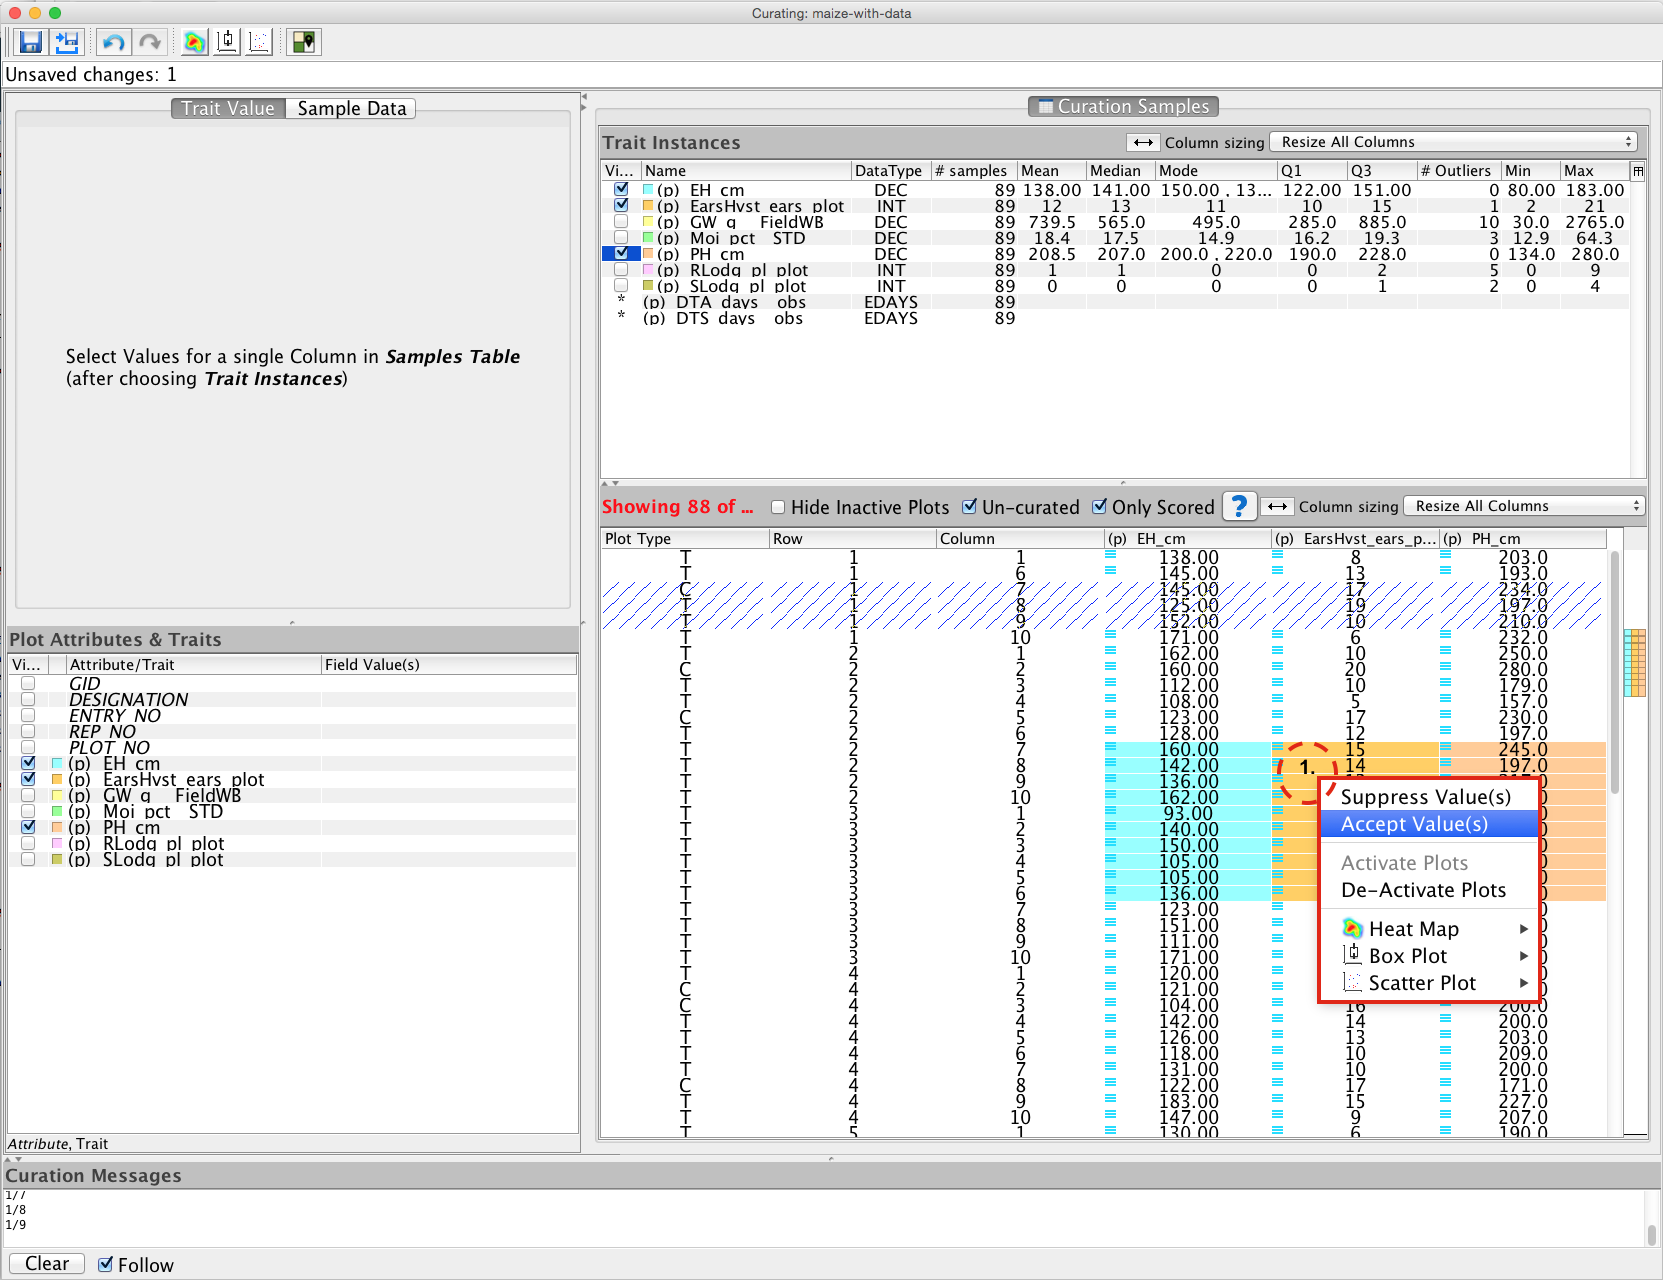 Curating: maize-with-data
Unsaved changes: 1
Trait Value Sample Data
Select Values for a single Column in Samples Table
(after choosing Trait Instances)
Plot Attributes & Traits
Vi... Attribute/Trait Field Value(s)
GID
DESIGNATION
ENTRY_NO
REP_NO
PLOT_NO
(p) EH_cm
(p) EarsHvst_ears_plot
(p) GW_g__FieldWB
(p) Moi_pct__STD
(p) PH_cm
(p) RLodg_pl_plot
(p) SLodg_pl_plot
Attribute, Trait
Curation Samples
Trait Instances
Column sizing Resize All Columns
Vi... Name DataType # samples Mean Median Mode Q1 Q3 # Outliers Min Max
(p) EH_cm DEC 89 138.00 141.00 150.00 , 13... 122.00 151.00 0 80.00 183.00
(p) EarsHvst_ears_plot INT 89 12 13 11 10 15 1 2 21
(p) GW_g__FieldWB DEC 89 739.5 565.0 495.0 285.0 885.0 10 30.0 2765.0
(p) Moi_pct__STD DEC 89 18.4 17.5 14.9 16.2 19.3 3 12.9 64.3
(p) PH_cm DEC 89 208.5 207.0 200.0 , 220.0 190.0 228.0 0 134.0 280.0
(p) RLodg_pl_plot INT 89 1 1 0 0 2 5 0 9
(p) SLodg_pl_plot INT 89 0 0 0 0 1 2 0 4
* (p) DTA_days__obs EDAYS 89
* (p) DTS_days__obs EDAYS 89
Showing 88 of ... Hide Inactive Plots Un-curated Only Scored ? Column sizing Resize All Columns
Plot Type Row Column (p) EH_cm (p) EarsHvst_ears_p... (p) PH_cm
T 1 1 138.00 8 203.0
T 1 6 145.00 13 193.0
C 1 7 145.00 17 234.0
T 1 8 125.00 19 197.0
T 1 9 152.00 10 210.0
T 1 10 171.00 6 232.0
T 2 1 162.00 10 250.0
C 2 2 160.00 20 280.0
T 2 3 112.00 10 179.0
T 2 4 108.00 5 157.0
C 2 5 123.00 17 230.0
T 2 6 128.00 12 197.0
T 2 7 160.00 15 245.0
T 2 8 142.00 14 197.0
T 2 9 136.00
T 2 10 162.00
T 3 1 93.00
T 3 2 140.00
T 3 3 150.00
T 3 4 105.00
T 3 5 105.00
T 3 6 136.00
T 3 7 123.00
T 3 8 151.00
T 3 9 111.00
T 3 10 171.00
T 4 1 120.00
C 4 2 121.00
C 4 3 104.00 16 200.0
T 4 4 142.00 14 200.0
T 4 5 126.00 13 203.0
T 4 6 118.00 10 209.0
T 4 7 131.00 10 200.0
C 4 8 122.00 17 171.0
T 4 9 183.00 15 227.0
T 4 10 147.00 9 207.0
T 5 1 130.00 6 190.0
1.
Suppress Value(s)
Accept Value(s)
Activate Plots
De-Activate Plots
Heat Map
Box Plot
Scatter Plot
Curation Messages
1/7
1/8
1/9
Clear Follow